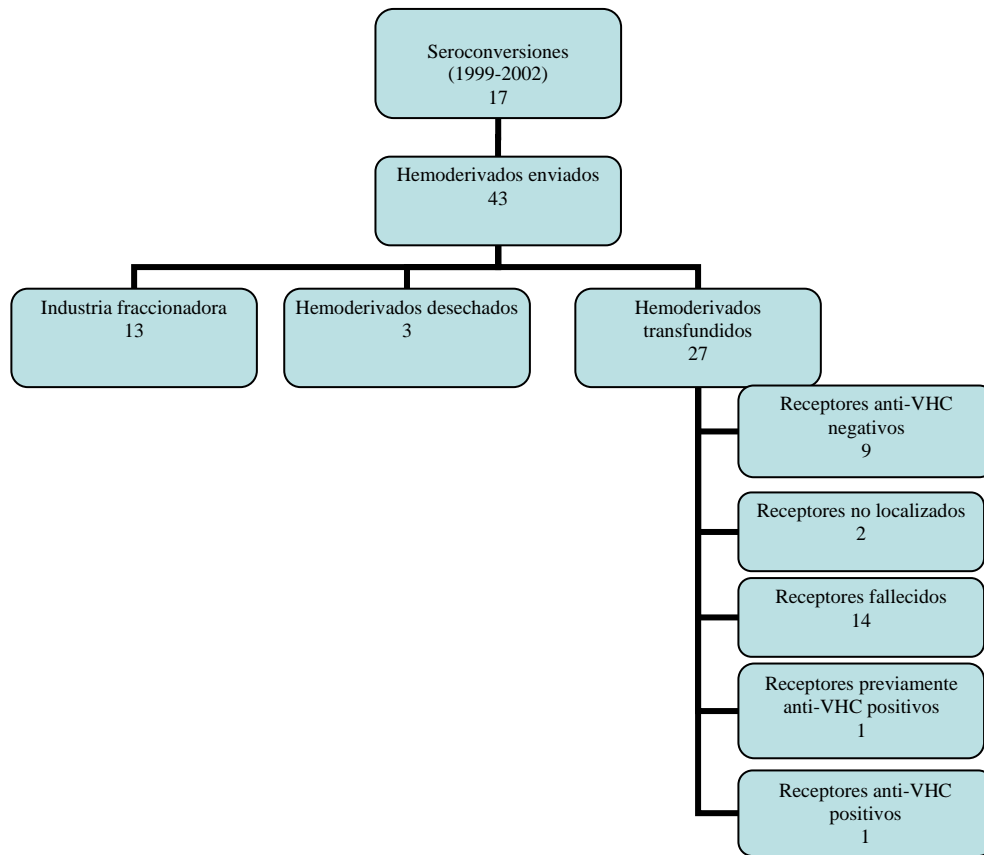 Seroconversiones
(1999-2002)
17
Hemoderivados enviados
43
Industria fraccionadora
13
Hemoderivados desechados
3
Hemoderivados
transfundidos
27
Receptores anti-VHC
negativos
9
Receptores no localizados
2
Receptores fallecidos
14
Receptores previamente
anti-VHC positivos
1
Receptores anti-VHC
positivos
1